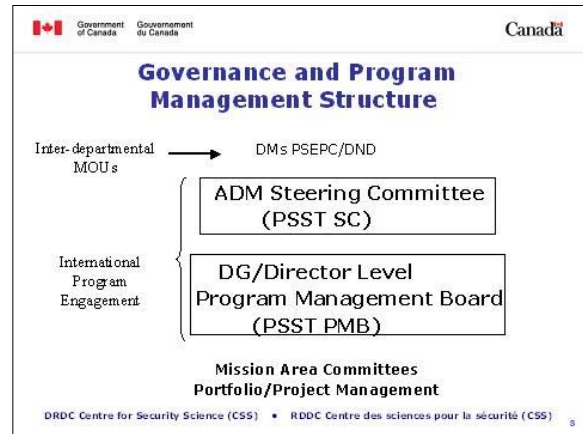 Government
of Canada
Gouvernement
du Canada
Canada
Governance and Program
Management Structure
Inter-departmental
MOUs
DMs PSEPC/DND
ADM Steering Committee
(PSST SC)
International
Program
Engagement
DG/Director Level
Program Management Board
(PSST PMB)
Mission Area Committees
Portfolio/Project Management
DRDC Centre for Security Science (CSS) • RDDC Centre des sciences pour la sécurité (CSS)
8